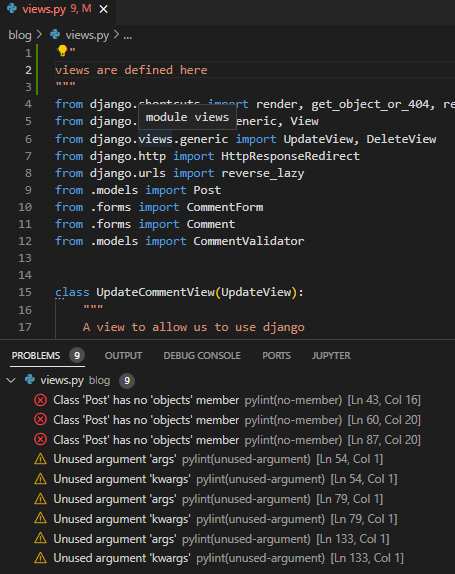 views.py 9, M
blog > views.py > ...
1 "
2 views are defined here
3 """
4 from django.shortcuts import render, get_object_or_404, re
module views
5 from django. eneric, View
6 from django.views.generic import UpdateView, DeleteView
7 from django.http import HttpResponseRedirect
8 from django.urls import reverse_lazy
9 from .models import Post
10 from .forms import CommentForm
11 from .forms import Comment
12 from .models import CommentValidator
13
14
15 class UpdateCommentView(UpdateView):
16 """
17 A view to allow us to use django
PROBLEMS 9 OUTPUT DEBUG CONSOLE PORTS JUPYTER
views.py blog 9
Class 'Post' has no 'objects' member pylint(no-member) [Ln 43, Col 16]
Class 'Post' has no 'objects' member pylint(no-member) [Ln 60, Col 20]
Class 'Post' has no 'objects' member pylint(no-member) [Ln 87, Col 20]
Unused argument 'args' pylint(unused-argument) [Ln 54, Col 1]
Unused argument 'kwargs' pylint(unused-argument) [Ln 54, Col 1]
Unused argument 'args' pylint(unused-argument) [Ln 79, Col 1]
Unused argument 'kwargs' pylint(unused-argument) [Ln 79, Col 1]
Unused argument 'args' pylint(unused-argument) [Ln 133, Col 1]
Unused argument 'kwargs' pylint(unused-argument) [Ln 133, Col 1]